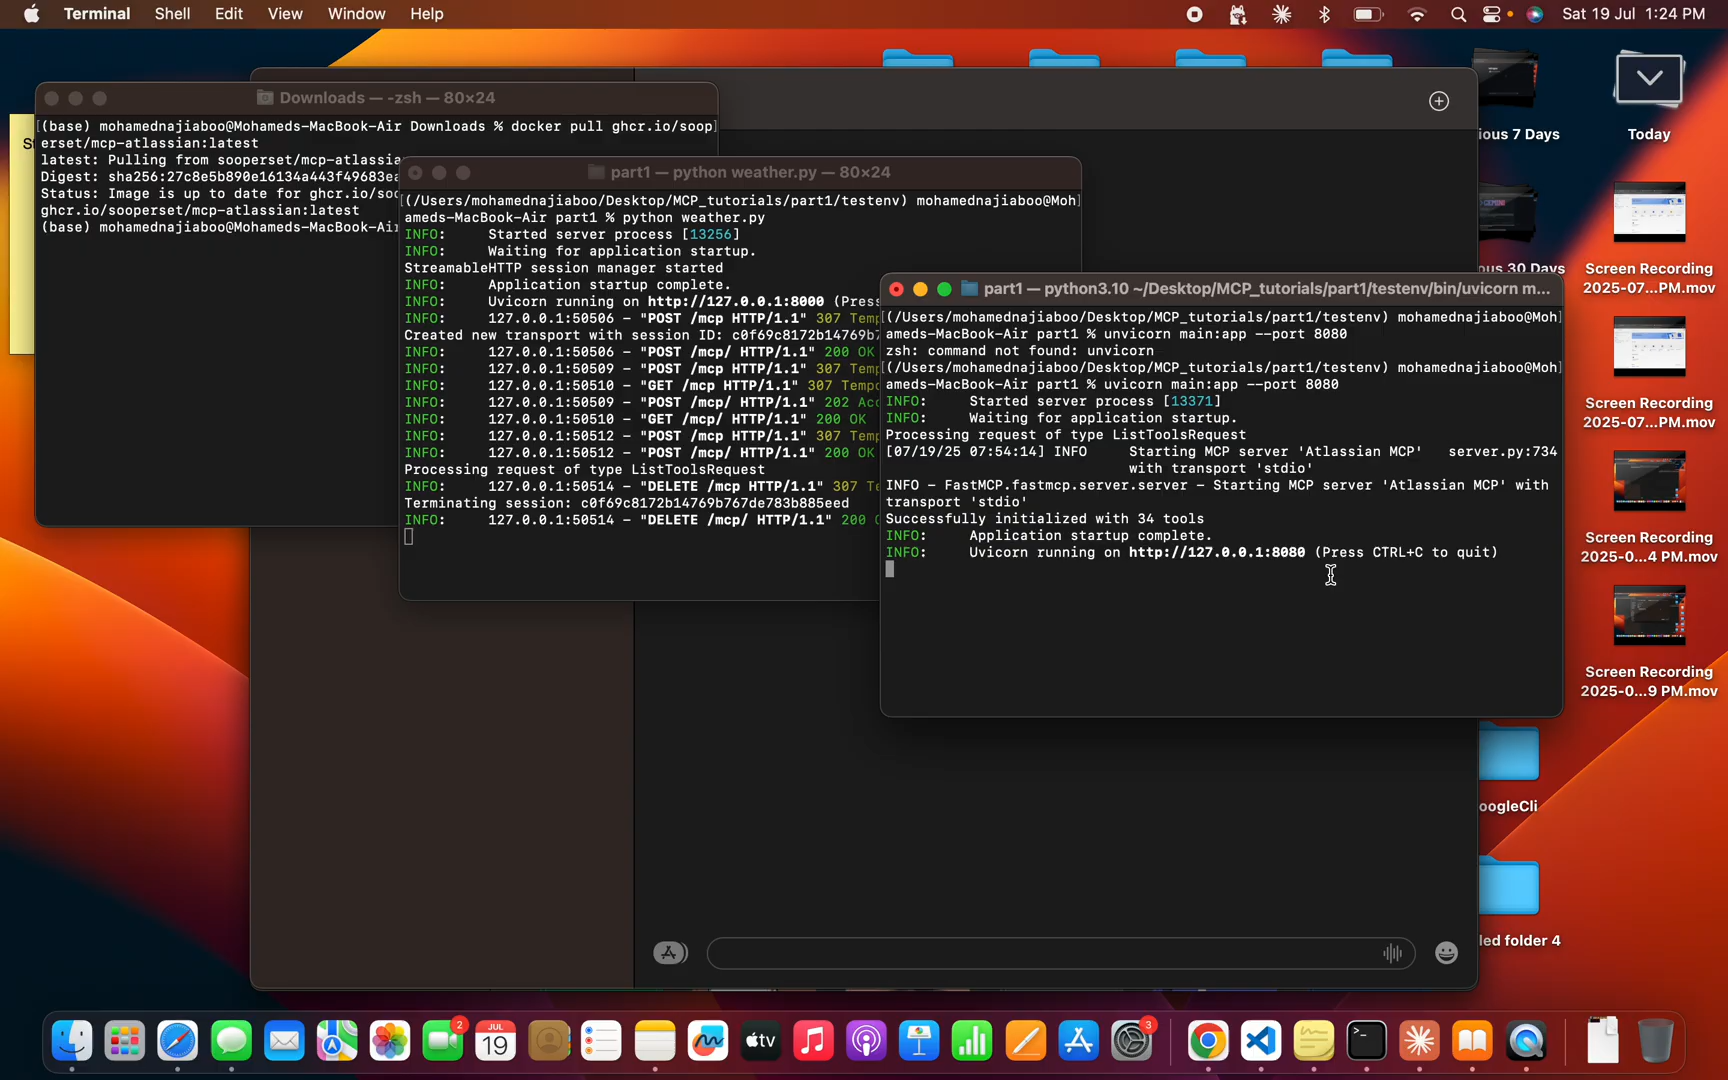 Terminal Shell Edit View Window Help
Sat 19 Jul 1:24 PM
Downloads — -zsh — 80×24
[(base) mohamednajiaboo@Mohameds-MacBook-Air Downloads % docker pull ghcr.io/soop]
erset/mcp-atlassian:latest
latest: Pulling from sooperset/mcp-atlassia
Digest: sha256:27c8e5b890e16134a443f49683ea
Status: Image is up to date for ghcr.io/soo
ghcr.io/sooperset/mcp-atlassian:latest
(base) mohamednajiaboo@Mohameds-MacBook-Air
part1 — python weather.py — 80×24
[(/Users/mohamednajiaboo/Desktop/MCP_tutorials/part1/testenv) mohamednajiaboo@Moh]
ameds-MacBook-Air part1 % python weather.py
INFO: Started server process [13256]
INFO: Waiting for application startup.
StreamableHTTP session manager started
INFO: Application startup complete.
INFO: Uvicorn running on http://127.0.0.1:8000 (Press
INFO: 127.0.0.1:50506 - "POST /mcp HTTP/1.1" 307 Temp
Created new transport with session ID: c0f69c8172b14769b7
INFO: 127.0.0.1:50506 - "POST /mcp/ HTTP/1.1" 200 OK
INFO: 127.0.0.1:50509 - "POST /mcp HTTP/1.1" 307 Temp
INFO: 127.0.0.1:50510 - "GET /mcp HTTP/1.1" 307 Tempo
INFO: 127.0.0.1:50509 - "POST /mcp/ HTTP/1.1" 202 Acc
INFO: 127.0.0.1:50510 - "GET /mcp/ HTTP/1.1" 200 OK
INFO: 127.0.0.1:50512 - "POST /mcp HTTP/1.1" 307 Temp
INFO: 127.0.0.1:50512 - "POST /mcp/ HTTP/1.1" 200 OK
Processing request of type ListToolsRequest
INFO: 127.0.0.1:50514 - "DELETE /mcp HTTP/1.1" 307 Te
Terminating session: c0f69c8172b14769b767de783b885eed
INFO: 127.0.0.1:50514 - "DELETE /mcp/ HTTP/1.1" 200 O
part1 — python3.10 ~/Desktop/MCP_tutorials/part1/testenv/bin/uvicorn m...
[(/Users/mohamednajiaboo/Desktop/MCP_tutorials/part1/testenv) mohamednajiaboo@Moh]
ameds-MacBook-Air part1 % unvicorn main:app --port 8080
zsh: command not found: unvicorn
[(/Users/mohamednajiaboo/Desktop/MCP_tutorials/part1/testenv) mohamednajiaboo@Moh]
ameds-MacBook-Air part1 % uvicorn main:app --port 8080
INFO: Started server process [13371]
INFO: Waiting for application startup.
Processing request of type ListToolsRequest
[07/19/25 07:54:14] INFO Starting MCP server 'Atlassian MCP' server.py:734
with transport 'stdio'
INFO - FastMCP.fastmcp.server.server - Starting MCP server 'Atlassian MCP' with
transport 'stdio'
Successfully initialized with 34 tools
INFO: Application startup complete.
INFO: Uvicorn running on http://127.0.0.1:8080 (Press CTRL+C to quit)
ious 7 Days
Today
ous 30 Days
Screen Recording
2025-07...PM.mov
Screen Recording
2025-07...PM.mov
Screen Recording
2025-0...4 PM.mov
Screen Recording
2025-0...9 PM.mov
oogleCli
led folder 4
2
JUL
19
tv
3